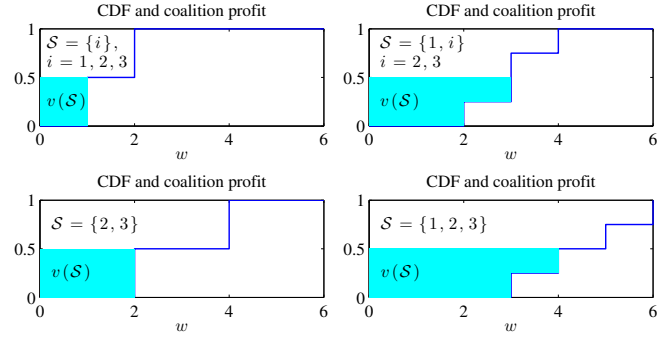 CDF and coalition profit
1
0.5
0
S = {i},
i = 1, 2, 3
v(S)
0 2 4 6
w
CDF and coalition profit
1
0.5
0
S = {1, i}
i = 2, 3
v(S)
0 2 4 6
w
CDF and coalition profit
1
0.5
0
S = {2, 3}
v(S)
0 2 4 6
w
CDF and coalition profit
1
0.5
0
S = {1, 2, 3}
v(S)
0 2 4 6
w